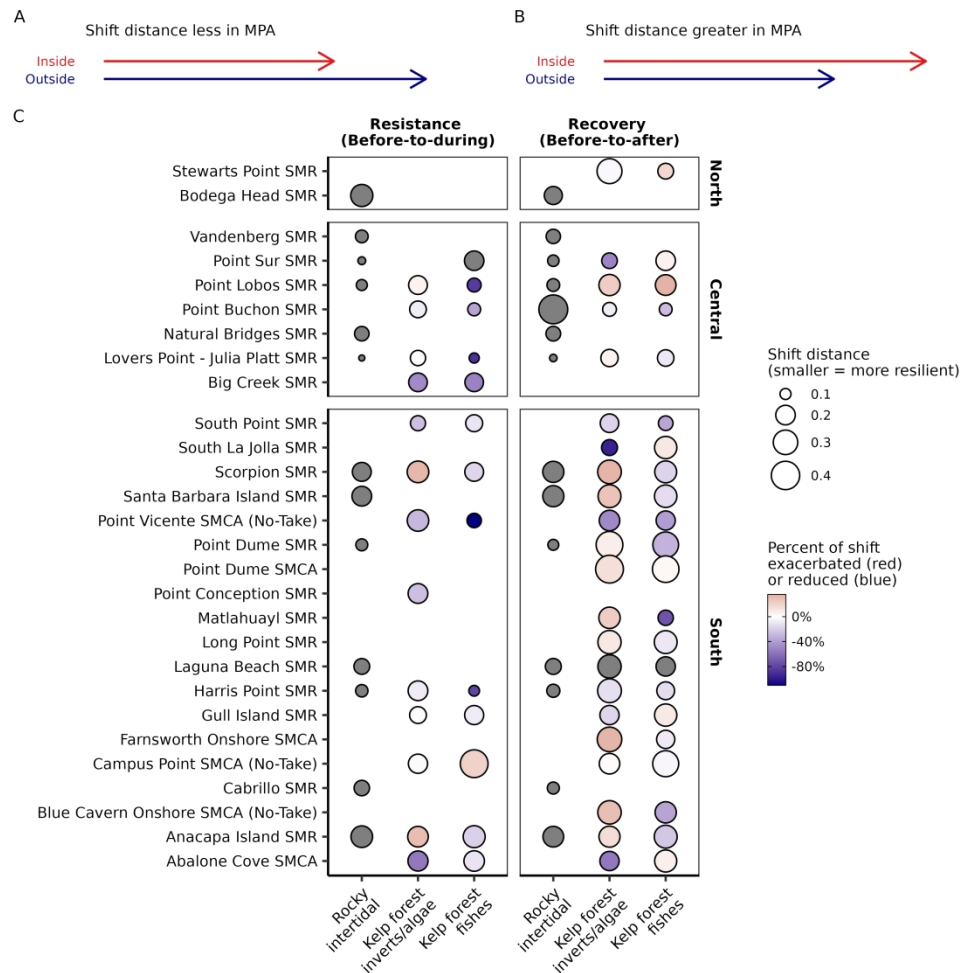 A
Shift distance less in MPA
Inside
Outside
B
Shift distance greater in MPA
Inside
Outside
C
Resistance
(Before-to-during)
Recovery
(Before-to-after)
Stewarts Point SMR
Bodega Head SMR
North
Vandenberg SMR
Point Sur SMR
Point Lobos SMR
Point Buchon SMR
Natural Bridges SMR
Lovers Point - Julia Platt SMR
Big Creek SMR
Central
South Point SMR
South La Jolla SMR
Scorpion SMR
Santa Barbara Island SMR
Point Vicente SMCA (No-Take)
Point Dume SMR
Point Dume SMCA
Point Conception SMR
Matlahuayl SMR
Long Point SMR
Laguna Beach SMR
Harris Point SMR
Gull Island SMR
Farnsworth Onshore SMCA
Campus Point SMCA (No-Take)
Cabrillo SMR
Blue Cavern Onshore SMCA (No-Take)
Anacapa Island SMR
Abalone Cove SMCA
South
Rocky
intertidal
Kelp forest
inverts/algae
Kelp forest
fishes
Rocky
intertidal
Kelp forest
inverts/algae
Kelp forest
fishes
Shift distance
(smaller = more resilient)
0.1
0.2
0.3
0.4
Percent of shift
exacerbated (red)
or reduced (blue)
0%
-40%
-80%